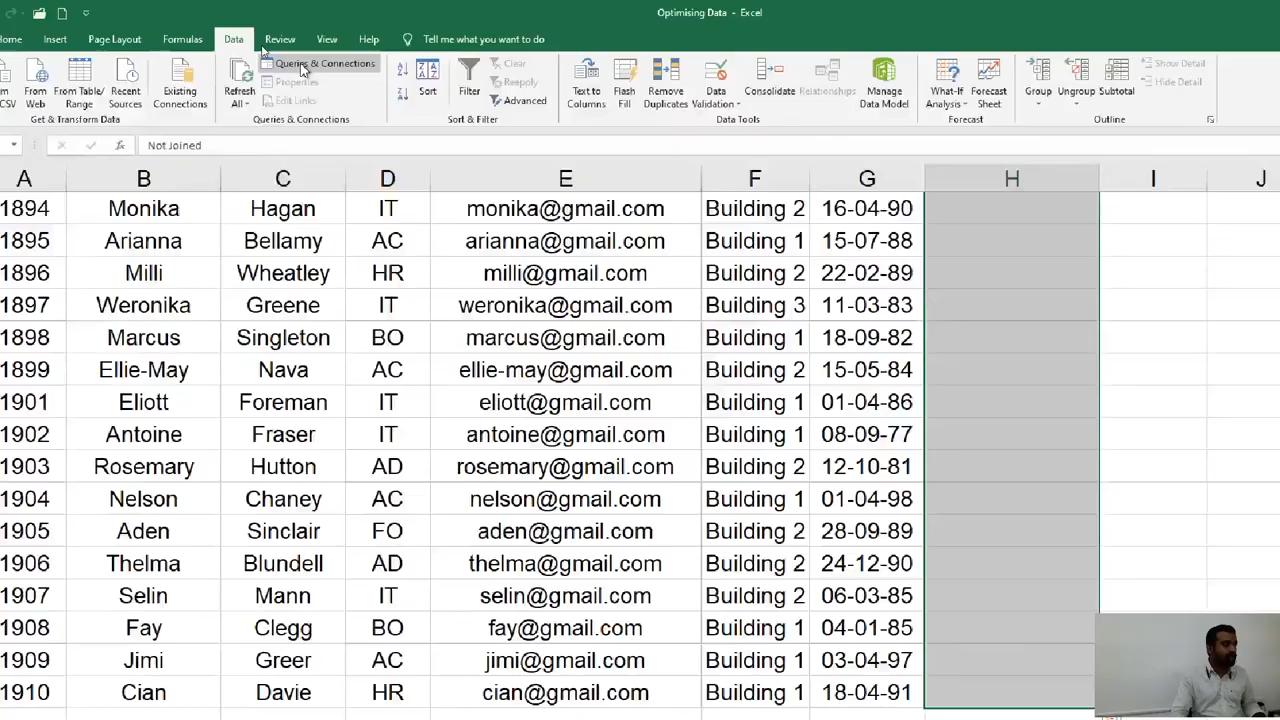 Optimising Data - Excel
ome Insert Page Layout Formulas Data Review View Help Tell me what you want to do
m CSV From Web From Table/ Range Recent Sources Existing Connections
Get & Transform Data
Refresh All Queries & Connections Properties Edit Links
Queries & Connections
Sort Filter Clear Reapply Advanced
Sort & Filter
Text to Columns Flash Fill Remove Duplicates Data Validation Consolidate Relationships Manage Data Model
Data Tools
What-If Analysis Forecast Sheet
Forecast
Group Ungroup Subtotal Show Detail Hide Detail
Outline
fx Not Joined
A B C D E F G H I J
1894 Monika Hagan IT monika@gmail.com Building 2 16-04-90
1895 Arianna Bellamy AC arianna@gmail.com Building 1 15-07-88
1896 Milli Wheatley HR milli@gmail.com Building 2 22-02-89
1897 Weronika Greene IT weronika@gmail.com Building 3 11-03-83
1898 Marcus Singleton BO marcus@gmail.com Building 1 18-09-82
1899 Ellie-May Nava AC ellie-may@gmail.com Building 2 15-05-84
1901 Eliott Foreman IT eliott@gmail.com Building 1 01-04-86
1902 Antoine Fraser IT antoine@gmail.com Building 1 08-09-77
1903 Rosemary Hutton AD rosemary@gmail.com Building 2 12-10-81
1904 Nelson Chaney AC nelson@gmail.com Building 1 01-04-98
1905 Aden Sinclair FO aden@gmail.com Building 2 28-09-89
1906 Thelma Blundell AD thelma@gmail.com Building 2 24-12-90
1907 Selin Mann IT selin@gmail.com Building 2 06-03-85
1908 Fay Clegg BO fay@gmail.com Building 1 04-01-85
1909 Jimi Greer AC jimi@gmail.com Building 1 03-04-97
1910 Cian Davie HR cian@gmail.com Building 1 18-04-91